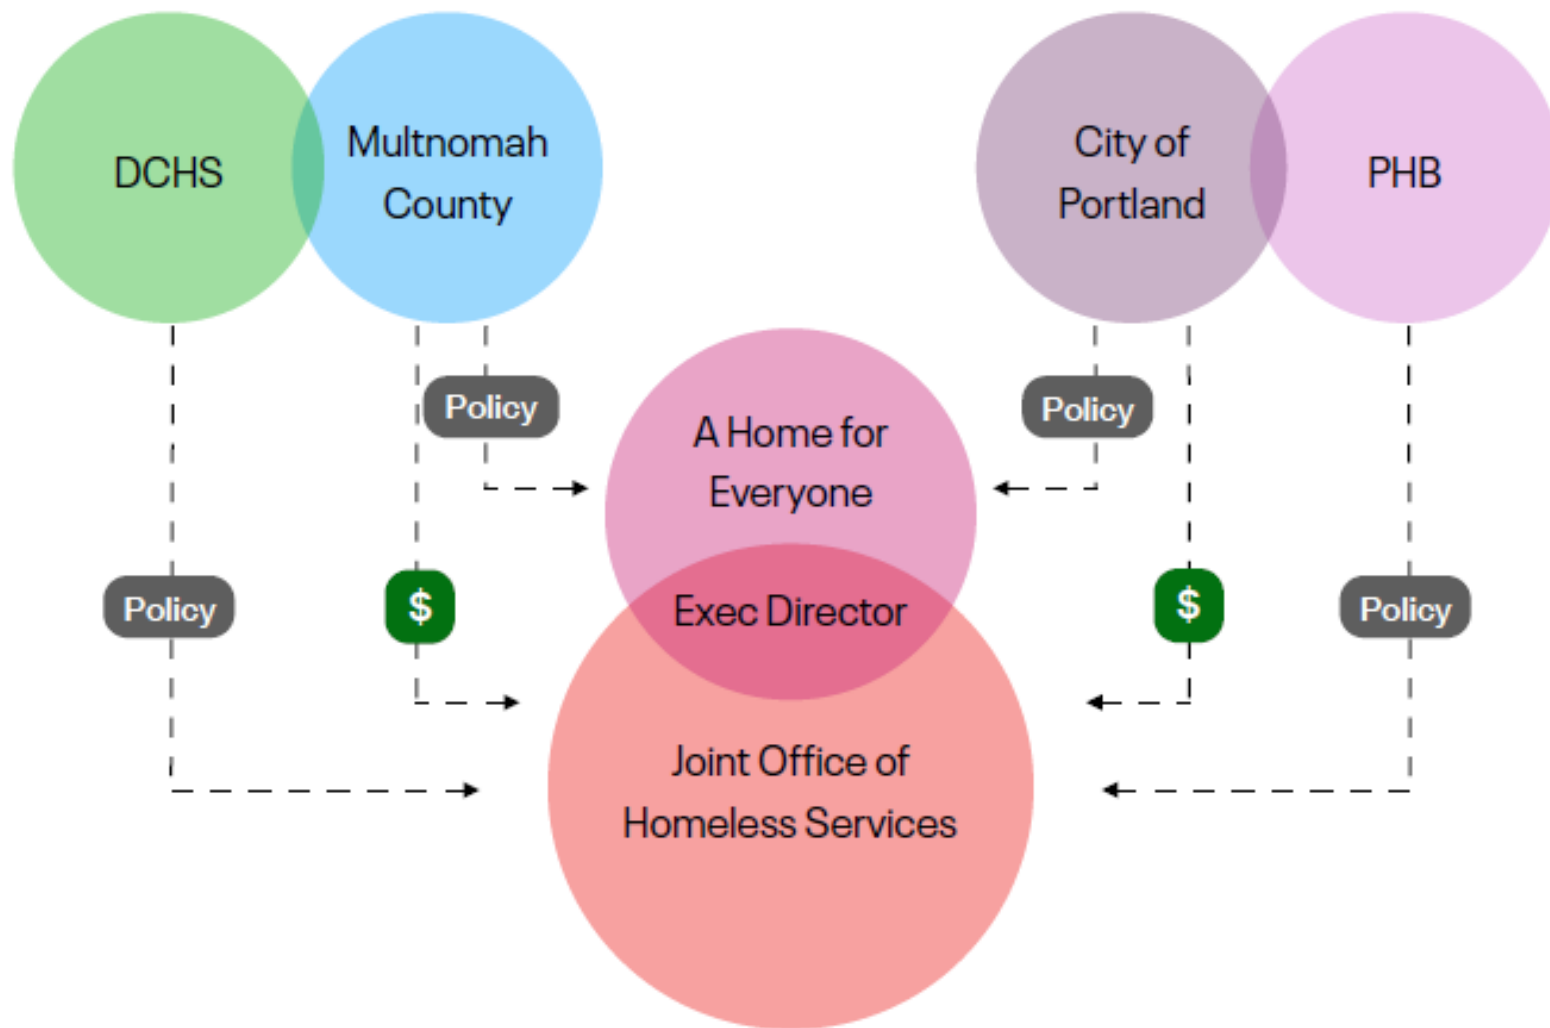 DCHS
Multnomah
County
City of
Portland
PHB
Policy
Policy
A Home for
Everyone
Policy
$
Exec Director
$
Policy
Joint Office of
Homeless Services